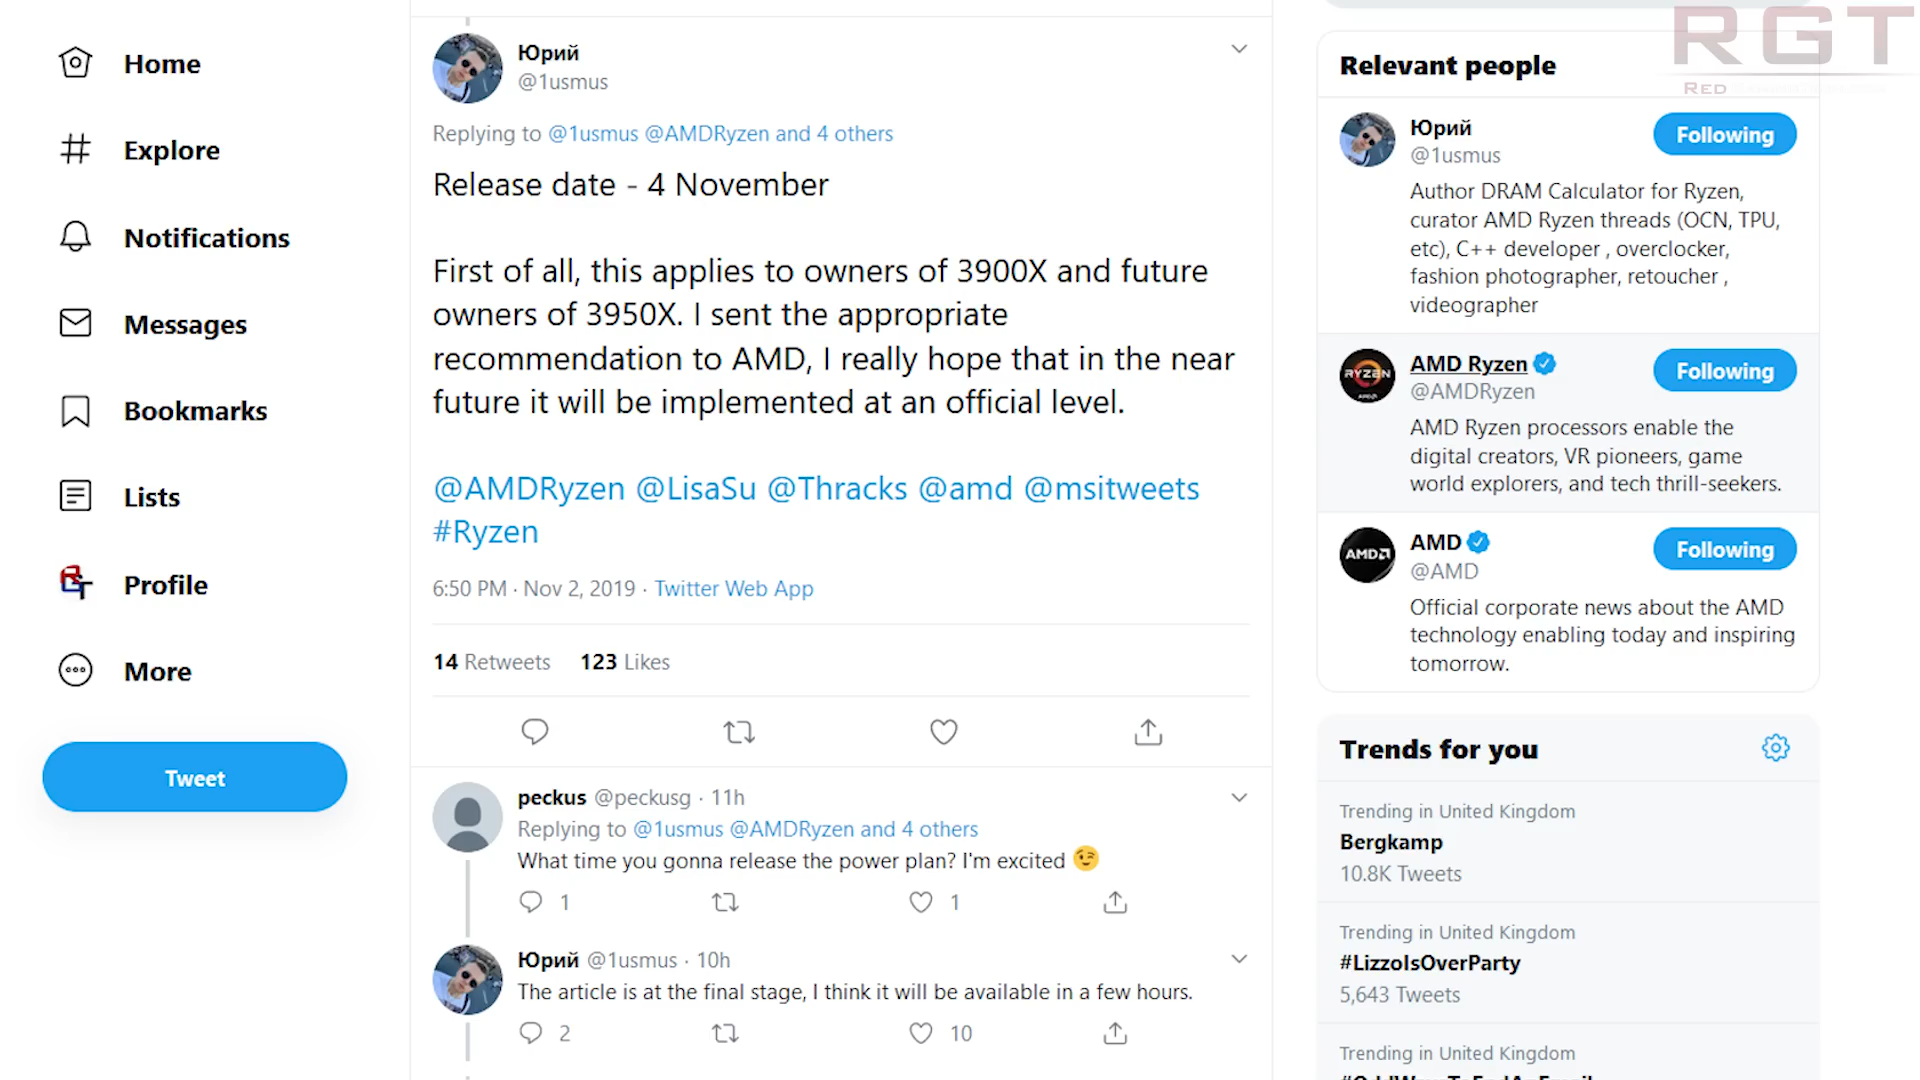 Home
Explore
Notifications
Messages
Bookmarks
Lists
Profile
More
Tweet
Юрий
@1usmus
Replying to @1usmus @AMDRyzen and 4 others
Release date - 4 November
First of all, this applies to owners of 3900X and future
owners of 3950X. I sent the appropriate
recommendation to AMD, I really hope that in the near
future it will be implemented at an official level.
@AMDRyzen @LisaSu @Thracks @amd @msitweets
#Ryzen
6:50 PM · Nov 2, 2019 · Twitter Web App
14 Retweets 123 Likes
peckus @peckusg · 11h
Replying to @1usmus @AMDRyzen and 4 others
What time you gonna release the power plan? I'm excited 😉
1 1
Юрий @1usmus · 10h
The article is at the final stage, I think it will be available in a few hours.
2 10
RGT
RED
Relevant people
Юрий
@1usmus
Following
Author DRAM Calculator for Ryzen,
curator AMD Ryzen threads (OCN, TPU,
etc), C++ developer , overclocker,
fashion photographer, retoucher ,
videographer
RYZEN
AMD Ryzen
@AMDRyzen
Following
AMD Ryzen processors enable the
digital creators, VR pioneers, game
world explorers, and tech thrill-seekers.
AMD
AMD
@AMD
Following
Official corporate news about the AMD
technology enabling today and inspiring
tomorrow.
Trends for you
Trending in United Kingdom
Bergkamp
10.8K Tweets
Trending in United Kingdom
#LizzoIsOverParty
5,643 Tweets
Trending in United Kingdom